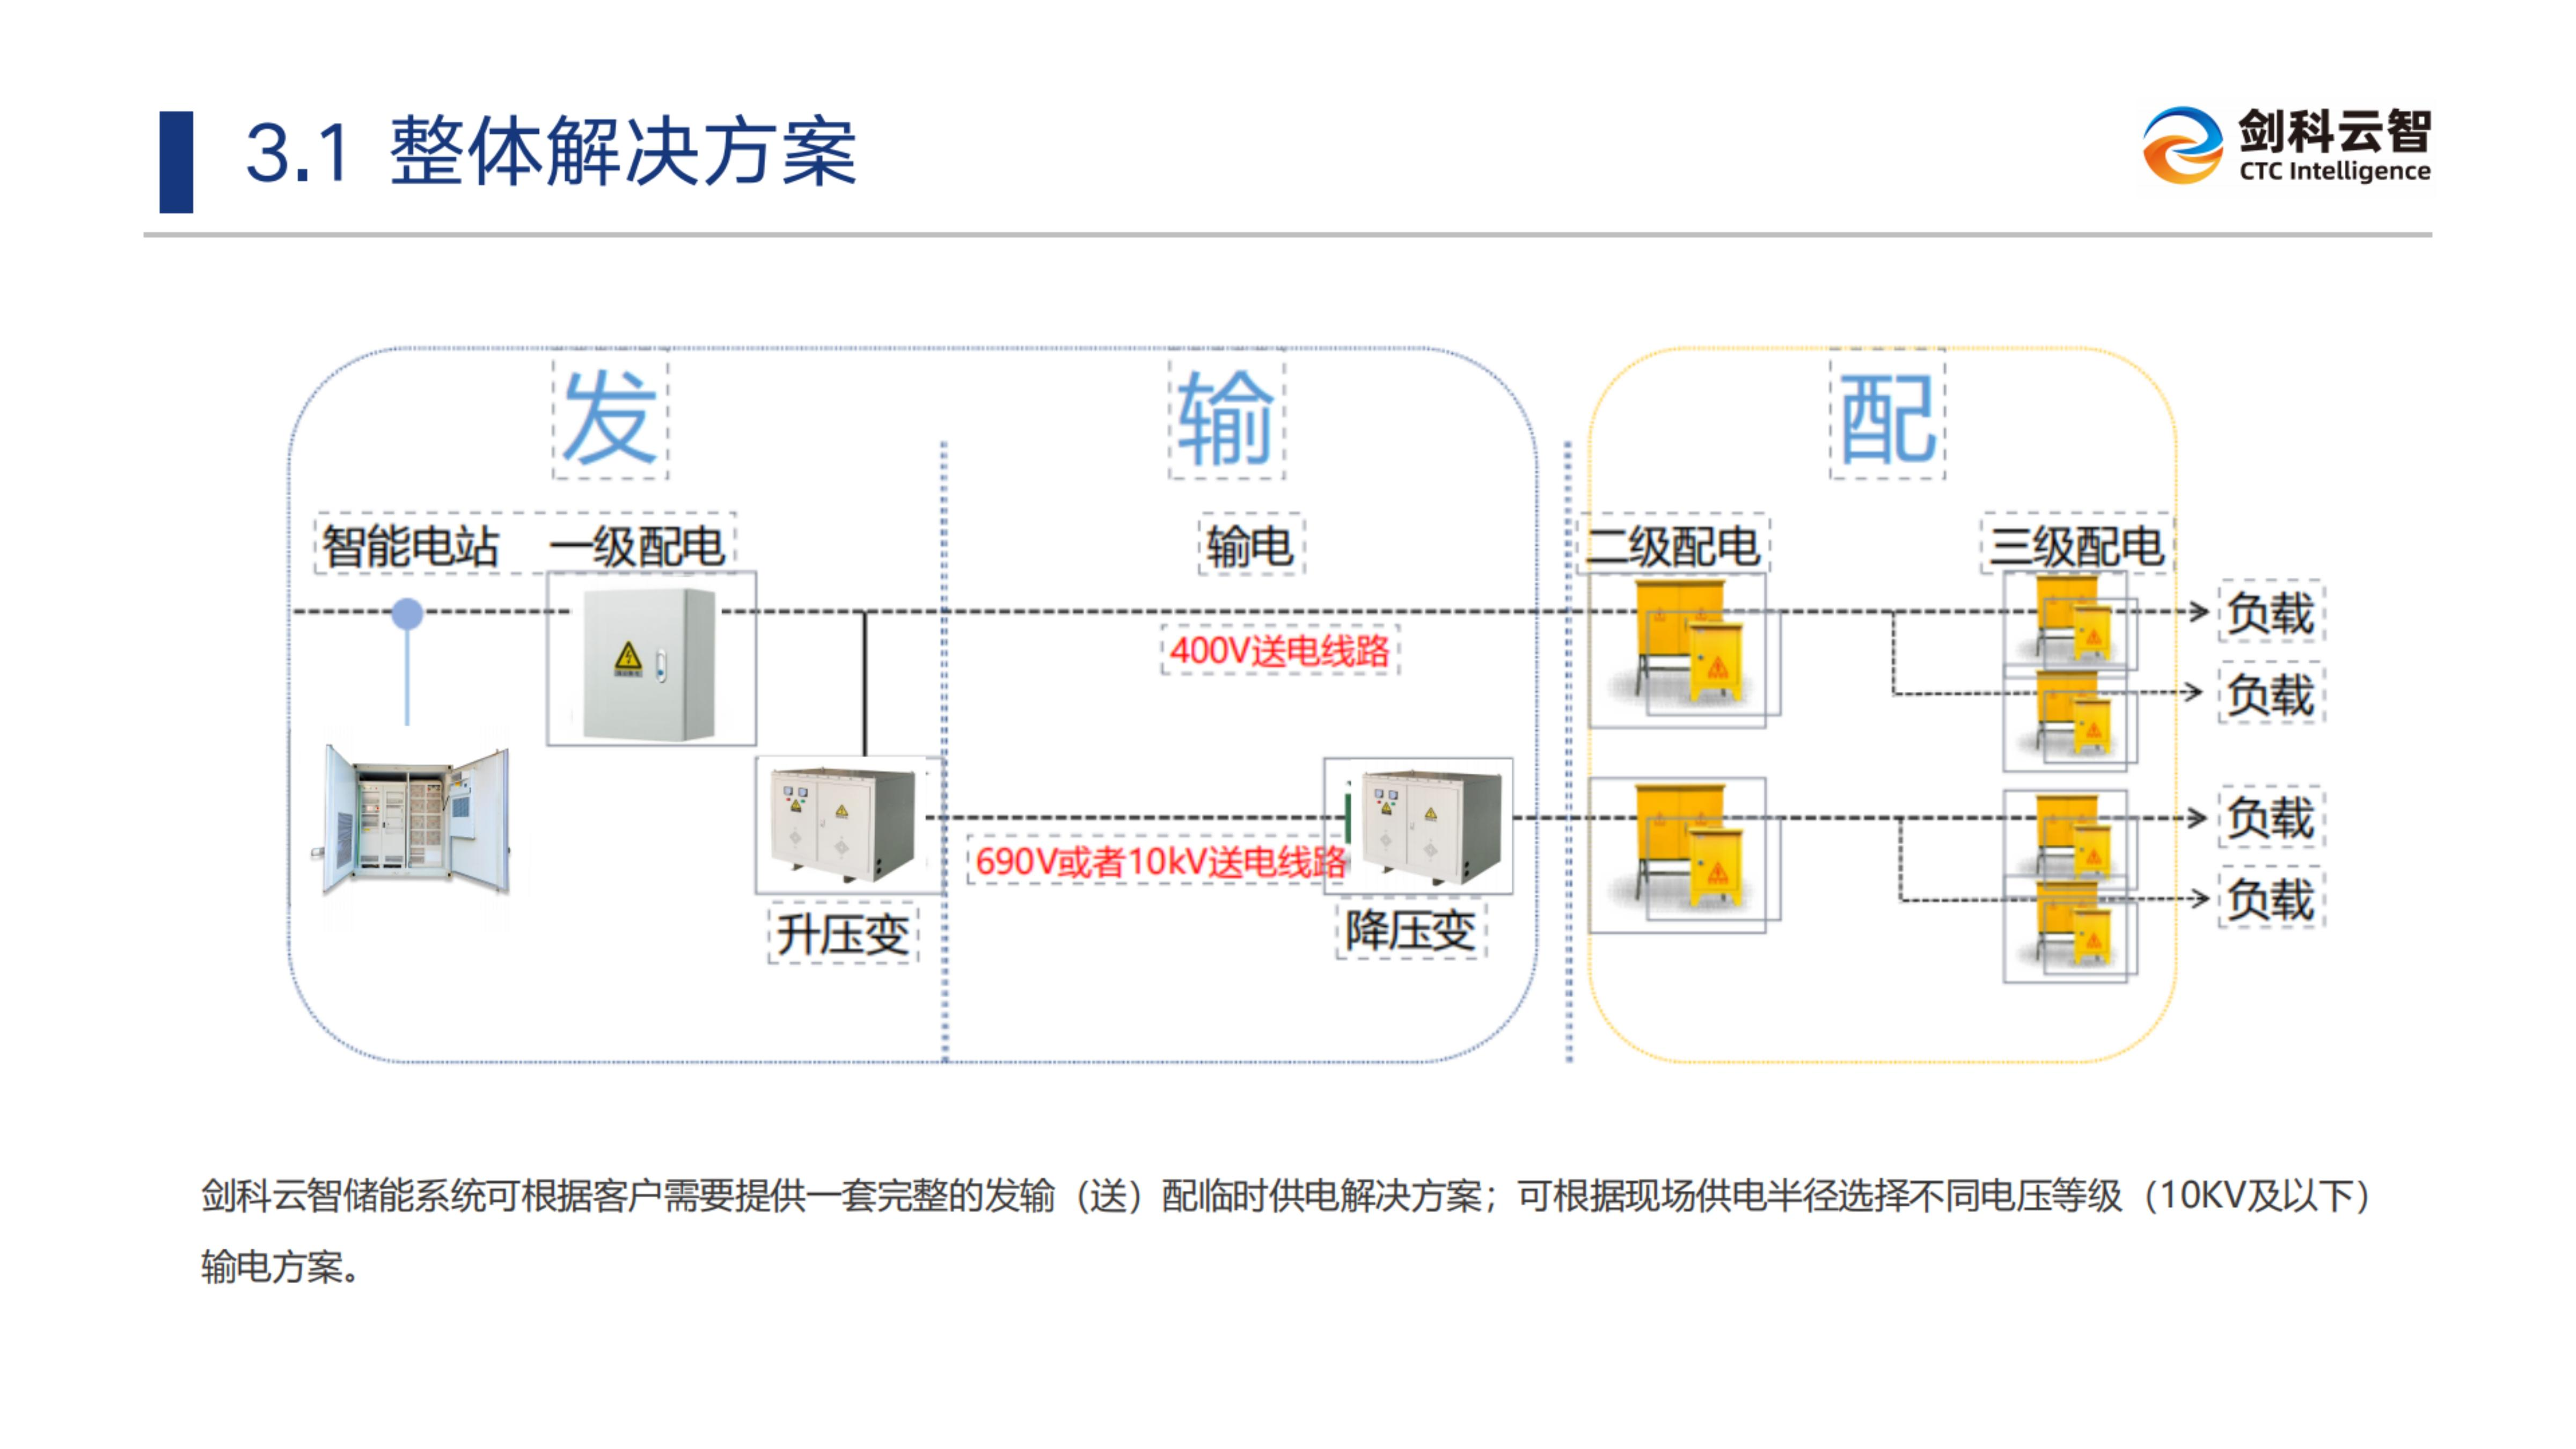 3.1 整体解决方案
剑科云智
CTC Intelligence
发
输
配
智能电站
一级配电
输电
二级配电
三级配电
负载
400V送电线路
负载
负载
690V或者10kV送电线路
负载
升压变
降压变
剑科云智储能系统可根据客户需要提供一套完整的发输（送）配临时供电解决方案；可根据现场供电半径选择不同电压等级（10KV及以下）
输电方案。